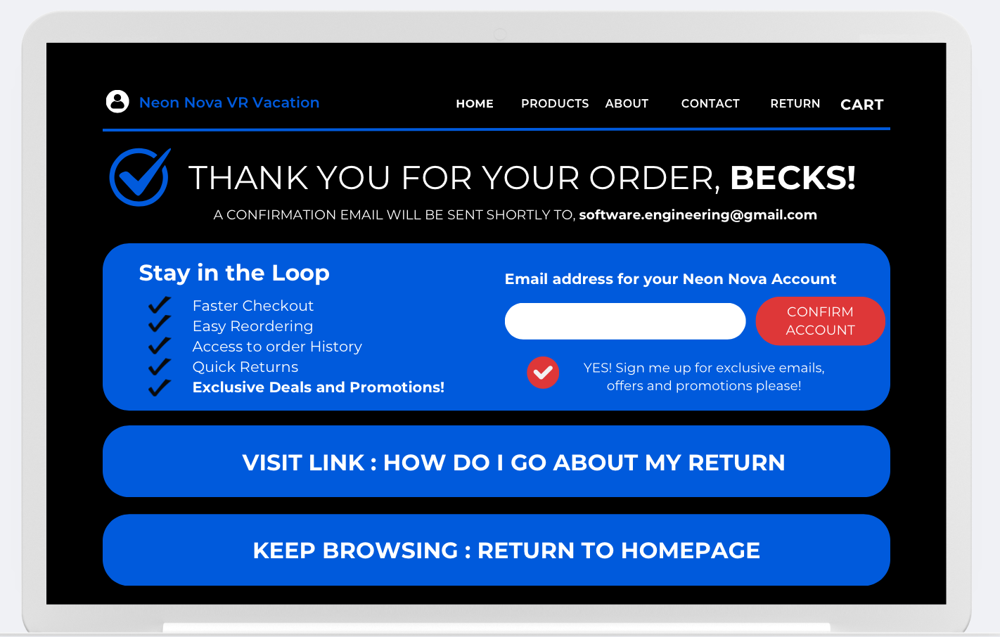 Neon Nova VR Vacation
HOME PRODUCTS ABOUT CONTACT RETURN CART
THANK YOU FOR YOUR ORDER, BECKS!
A CONFIRMATION EMAIL WILL BE SENT SHORTLY TO, software.engineering@gmail.com
Stay in the Loop
Faster Checkout
Easy Reordering
Access to order History
Quick Returns
Exclusive Deals and Promotions!
Email address for your Neon Nova Account
CONFIRM
ACCOUNT
YES! Sign me up for exclusive emails,
offers and promotions please!
VISIT LINK : HOW DO I GO ABOUT MY RETURN
KEEP BROWSING : RETURN TO HOMEPAGE